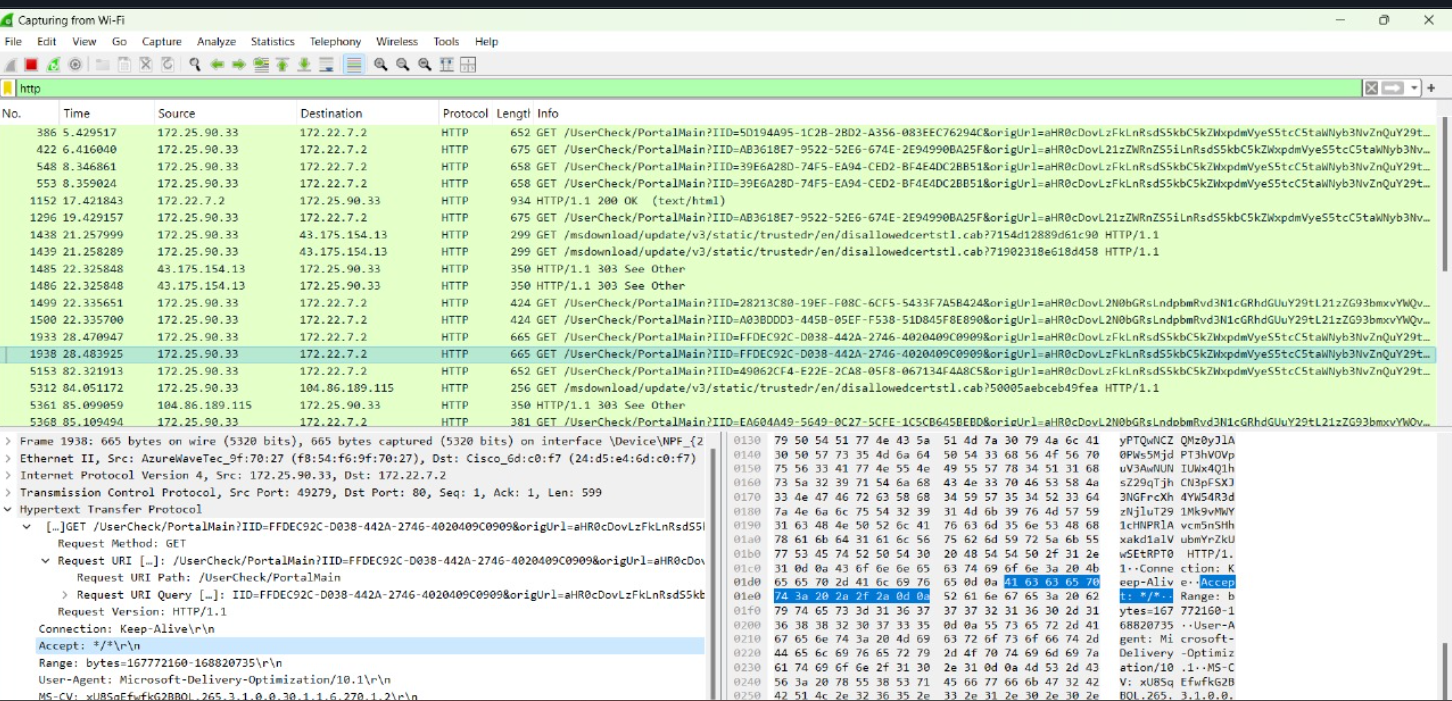 Capturing from Wi-Fi
File Edit View Go Capture Analyze Statistics Telephony Wireless Tools Help
http
No. Time Source Destination Protocol Length Info
386 5.429517 172.25.90.33 172.22.7.2 HTTP 652 GET /UserCheck/PortalMain?IID=5D194A95-1C2B-2BD2-A356-083EEC76294C&origUrl=aHR0cDovLzFkLnRsdS5kbC5kZWxpdmVyeS5tcC5taWNyb3NvZnQuY29t…
422 6.416040 172.25.90.33 172.22.7.2 HTTP 675 GET /UserCheck/PortalMain?IID=AB3618E7-9522-52E6-674E-2E94990BA25F&origUrl=aHR0cDovL21zZWRnZS5iLnRsdS5kbC5kZWxpdmVyeS5tcC5taWNyb3Nv…
548 8.346861 172.25.90.33 172.22.7.2 HTTP 658 GET /UserCheck/PortalMain?IID=39E6A28D-74F5-EA94-CED2-BF4E4DC2BB51&origUrl=aHR0cDovLzFkLnRsdS5kbC5kZWxpdmVyeS5tcC5taWNyb3NvZnQuY29t…
553 8.359024 172.25.90.33 172.22.7.2 HTTP 658 GET /UserCheck/PortalMain?IID=39E6A28D-74F5-EA94-CED2-BF4E4DC2BB51&origUrl=aHR0cDovLzFkLnRsdS5kbC5kZWxpdmVyeS5tcC5taWNyb3NvZnQuY29t…
1152 17.421843 172.22.7.2 172.25.90.33 HTTP 934 HTTP/1.1 200 OK (text/html)
1296 19.429157 172.25.90.33 172.22.7.2 HTTP 675 GET /UserCheck/PortalMain?IID=AB3618E7-9522-52E6-674E-2E94990BA25F&origUrl=aHR0cDovL21zZWRnZS5iLnRsdS5kbC5kZWxpdmVyeS5tcC5taWNyb3Nv…
1438 21.257999 172.25.90.33 43.175.154.13 HTTP 299 GET /msdownload/update/v3/static/trustedr/en/disallowedcertstl.cab?7154d12889d61c90 HTTP/1.1
1439 21.258289 172.25.90.33 43.175.154.13 HTTP 299 GET /msdownload/update/v3/static/trustedr/en/disallowedcertstl.cab?71902318e618d458 HTTP/1.1
1485 22.325848 43.175.154.13 172.25.90.33 HTTP 350 HTTP/1.1 303 See Other
1486 22.325848 43.175.154.13 172.25.90.33 HTTP 350 HTTP/1.1 303 See Other
1499 22.335651 172.25.90.33 172.22.7.2 HTTP 424 GET /UserCheck/PortalMain?IID=28213C80-19EF-F08C-6CF5-5433F7A5B424&origUrl=aHR0cDovL2N0bGRsLndpbmRvd3N1cGRhdGUuY29tL21zZG93bmxvYWQv…
1500 22.335700 172.25.90.33 172.22.7.2 HTTP 424 GET /UserCheck/PortalMain?IID=A03BDDD3-445B-05EF-F538-51D845F8E890&origUrl=aHR0cDovL2N0bGRsLndpbmRvd3N1cGRhdGUuY29tL21zZG93bmxvYWQv…
1933 28.470947 172.25.90.33 172.22.7.2 HTTP 665 GET /UserCheck/PortalMain?IID=FFDEC92C-D038-442A-2746-4020409C0909&origUrl=aHR0cDovLzFkLnRsdS5kbC5kZWxpdmVyeS5tcC5taWNyb3NvZnQuY29t…
1938 28.483925 172.25.90.33 172.22.7.2 HTTP 665 GET /UserCheck/PortalMain?IID=FFDEC92C-D038-442A-2746-4020409C0909&origUrl=aHR0cDovLzFkLnRsdS5kbC5kZWxpdmVyeS5tcC5taWNyb3NvZnQuY29t…
5153 82.321913 172.25.90.33 172.22.7.2 HTTP 652 GET /UserCheck/PortalMain?IID=49062CF4-E22E-2CA8-05F8-067134F4A8C5&origUrl=aHR0cDovLzFkLnRsdS5kbC5kZWxpdmVyeS5tcC5taWNyb3NvZnQuY29t…
5312 84.051172 172.25.90.33 104.86.189.115 HTTP 256 GET /msdownload/update/v3/static/trustedr/en/disallowedcertstl.cab?50005aebceb49fea HTTP/1.1
5361 85.099059 104.86.189.115 172.25.90.33 HTTP 350 HTTP/1.1 303 See Other
5368 85.109494 172.25.90.33 172.22.7.2 HTTP 381 GET /UserCheck/PortalMain?IID=EA604A49-5649-0C27-5CFE-1C5CB645BEBD&origUrl=aHR0cDovL2N0bGRsLndpbmRvd3N1cGRhdGUuY29tL21zZG93bmxvYWQv…
Frame 1938: 665 bytes on wire (5320 bits), 665 bytes captured (5320 bits) on interface \Device\NPF_{2
Ethernet II, Src: AzureWaveTec_9f:70:27 (f8:54:f6:9f:70:27), Dst: Cisco_6d:c0:f7 (24:d5:e4:6d:c0:f7)
Internet Protocol Version 4, Src: 172.25.90.33, Dst: 172.22.7.2
Transmission Control Protocol, Src Port: 49279, Dst Port: 80, Seq: 1, Ack: 1, Len: 599
Hypertext Transfer Protocol
[…]GET /UserCheck/PortalMain?IID=FFDEC92C-D038-442A-2746-4020409C0909&origUrl=aHR0cDovLzFkLnRsdS5
Request Method: GET
Request URI […]: /UserCheck/PortalMain?IID=FFDEC92C-D038-442A-2746-4020409C0909&origUrl=aHR0cDov
Request URI Path: /UserCheck/PortalMain
Request URI Query […]: IID=FFDEC92C-D038-442A-2746-4020409C0909&origUrl=aHR0cDovLzFkLnRsdS5kb
Request Version: HTTP/1.1
Connection: Keep-Alive\r\n
Accept: */*\r\n
Range: bytes=167772160-168820735\r\n
User-Agent: Microsoft-Delivery-Optimization/10.1\r\n
MS-CV: xU8SqEfwfkG2BBQL.265.3.1.0.0.30.1.1.6.270.1.2\r\n
0130 79 50 54 51 77 4e 43 5a 51 4d 7a 30 79 4a 6c 41 yPTQwNCZ QMz0yJlA
0140 30 50 57 73 35 4d 6a 64 50 54 33 68 56 4f 56 70 0PWs5Mjd PT3hVOVp
0150 75 56 33 41 77 4e 55 4e 49 55 57 78 34 51 31 68 uV3AwNUN IUWx4Q1h
0160 73 5a 32 39 71 54 6a 68 43 4e 33 70 46 53 58 4a sZ29qTjh CN3pFSXJ
0170 33 4e 47 46 72 63 58 68 34 59 57 35 34 52 33 64 3NGFrcXh 4YW54R3d
0180 7a 4e 6a 6c 75 54 32 39 31 4d 6b 39 76 4d 57 59 zNjluT29 1Mk9vMWY
0190 31 63 48 4e 50 52 6c 41 76 63 6d 35 6e 53 48 68 1cHNPRlA vcm5nSHh
01a0 78 61 6b 64 31 61 6c 56 75 62 6d 59 72 5a 6b 55 xakd1alV ubmYrZkU
01b0 77 53 45 74 52 50 54 30 20 48 54 54 50 2f 31 2e wSEtRPT0 HTTP/1.
01c0 31 0d 0a 43 6f 6e 6e 65 63 74 69 6f 6e 3a 20 4b 1··Conne ction: K
01d0 65 65 70 2d 41 6c 69 76 65 0d 0a 41 63 63 65 70 eep-Aliv e··Accep
01e0 74 3a 20 2a 2f 2a 0d 0a 52 61 6e 67 65 3a 20 62 t: */*·· Range: b
01f0 79 74 65 73 3d 31 36 37 37 37 32 31 36 30 2d 31 ytes=167 772160-1
0200 36 38 38 32 30 37 33 35 0d 0a 55 73 65 72 2d 41 68820735 ··User-A
0210 67 65 6e 74 3a 20 4d 69 63 72 6f 73 6f 66 74 2d gent: Mi crosoft-
0220 44 65 6c 69 76 65 72 79 2d 4f 70 74 69 6d 69 7a Delivery -Optimiz
0230 61 74 69 6f 6e 2f 31 30 2e 31 0d 0a 4d 53 2d 43 ation/10 .1··MS-C
0240 56 3a 20 78 55 38 53 71 45 66 77 66 6b 47 32 42 V: xU8Sq EfwfkG2B
0250 42 51 4c 2e 32 36 35 2e 33 2e 31 2e 30 2e 30 2e BQL.265. 3.1.0.0.